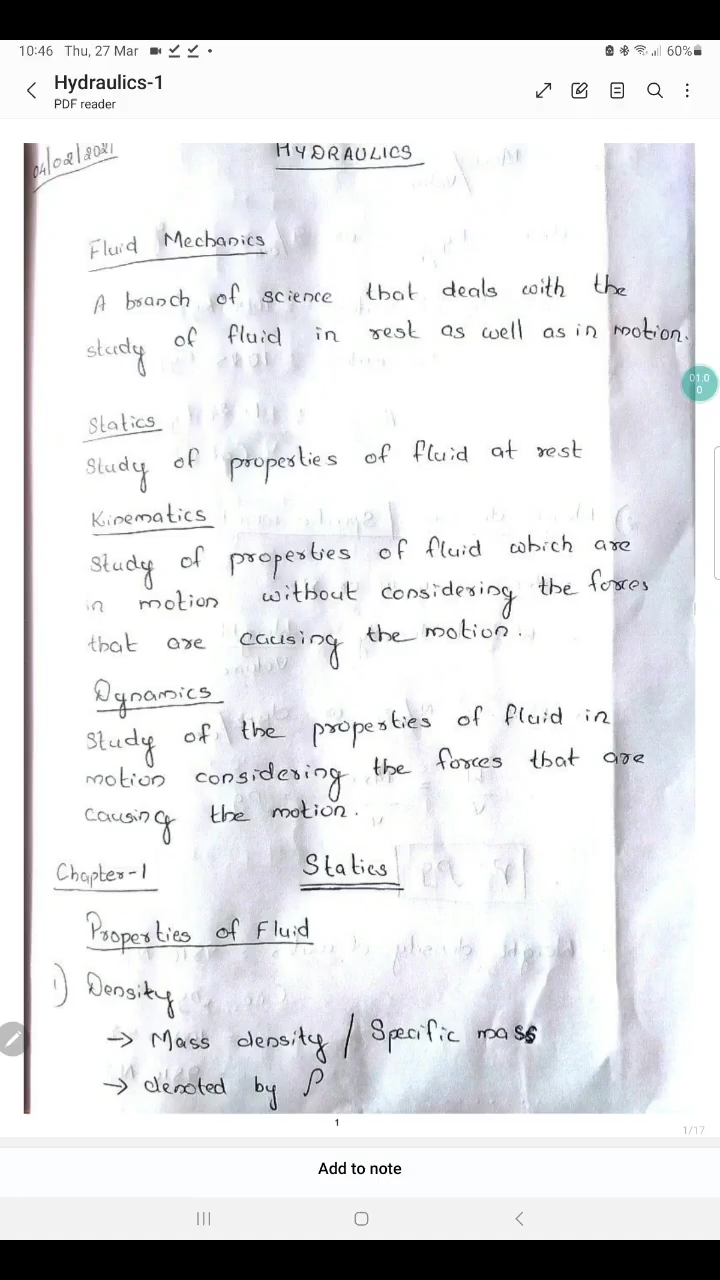 10:46 Thu, 27 Mar 60%
Hydraulics-1
PDF reader
04/02/2021
HYDRAULICS
Fluid Mechanics
A branch of science that deals with the
study of fluid in rest as well as in motion.
01:0
0
Statics
Study of properties of fluid at rest
Kinematics
Study of properties of fluid which are
in motion without considering the forces
that are causing the motion.
Dynamics
Study of the properties of fluid in
motion considering the forces that are
causing the motion.
Chapter-1 Statics
Properties of Fluid
1) Density
→ Mass density / Specific mass
→ denoted by ρ
1
1/17
Add to note